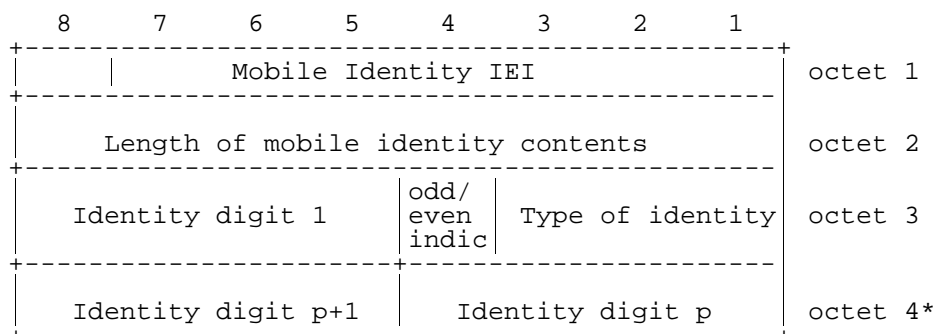 8 7 6 5 4 3 2 1
Mobile Identity IEI octet 1
Length of mobile identity contents octet 2
odd/
Identity digit 1 even Type of identity octet 3
indic
Identity digit p+1 Identity digit p octet 4*